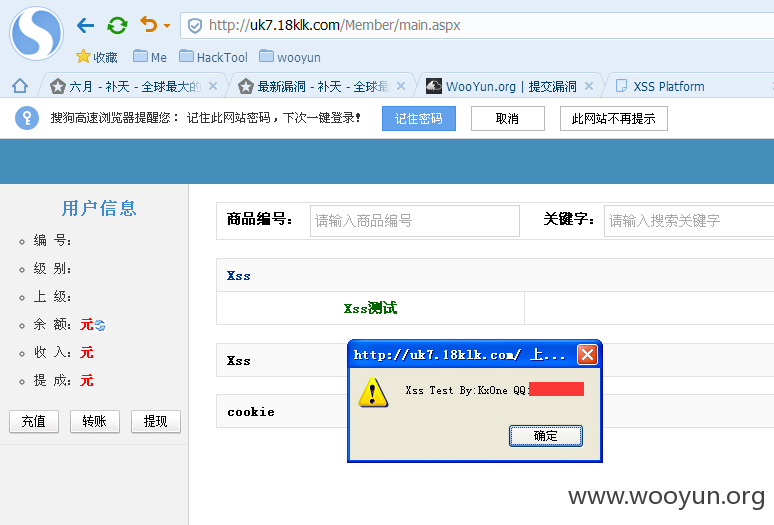 http://uk7.18klk.com/Member/main.aspx
收藏 Me HackTool wooyun
六月 - 补天 - 全球最大的 最新漏洞 - 补天 - 全球最 WooYun.org | 提交漏洞 XSS Platform
搜狗高速浏览器提醒您： 记住此网站密码，下次一键登录! 记住密码 取消 此网站不再提示
用户信息
编 号:
级 别:
上 级:
余 额: 元
收 入: 元
提 成: 元
充值 转账 提现
商品编号: 请输入商品编号 关键字: 请输入搜索关键字
Xss
Xss测试
Xss
cookie
http://uk7.18klk.com/ 上...
Xss Test By:KxOne QQ:
确定
www.wooyun.org